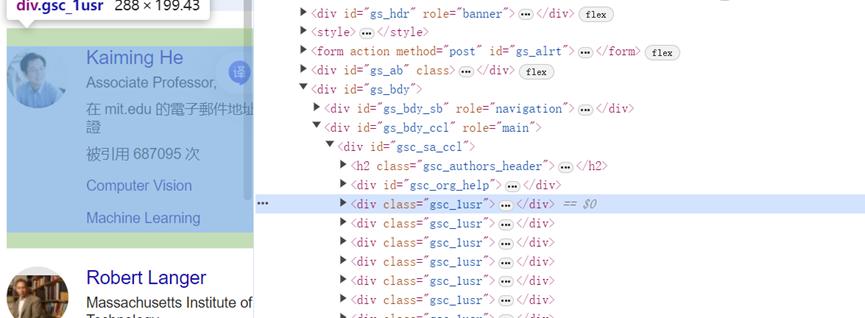 div.gsc_1usr 288 × 199.43
Kaiming He
Associate Professor,
在 mit.edu 的電子郵件地址
證
被引用 687095 次
Computer Vision
Machine Learning
译
Robert Langer
Massachusetts Institute of
<div id="gs_hdr" role="banner"> ••• </div> flex
<style> ••• </style>
<form action method="post" id="gs_alrt"> ••• </form> flex
<div id="gs_ab" class> ••• </div> flex
<div id="gs_bdy">
<div id="gs_bdy_sb" role="navigation"> ••• </div>
<div id="gs_bdy_ccl" role="main">
<div id="gsc_sa_ccl">
<h2 class="gsc_authors_header"> ••• </h2>
<div id="gsc_org_help"> ••• </div>
••• <div class="gsc_1usr"> ••• </div> == $0
<div class="gsc_1usr"> ••• </div>
<div class="gsc_1usr"> ••• </div>
<div class="gsc_1usr"> ••• </div>
<div class="gsc_1usr"> ••• </div>
<div class="gsc_1usr"> ••• </div>
<div class="gsc_1usr"> ••• </div>